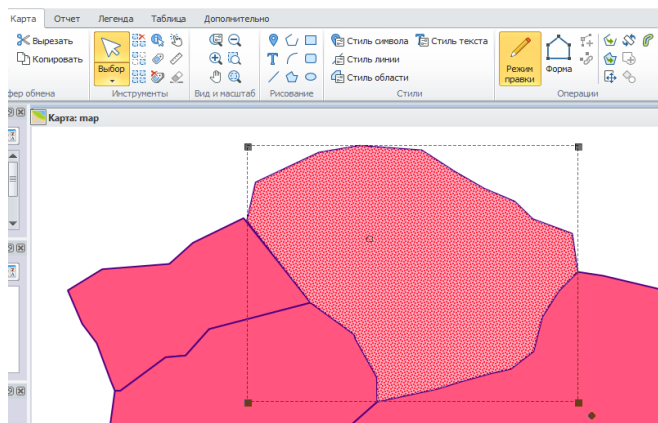 Карта Отчет Легенда Таблица Дополнительно
Вырезать
Копировать
Выбор
Стиль символа Стиль текста
Стиль линии
Стиль области
Режим правки
Форма
фер обмена Инструменты Вид и масштаб Рисование Стили Операции
Карта: map